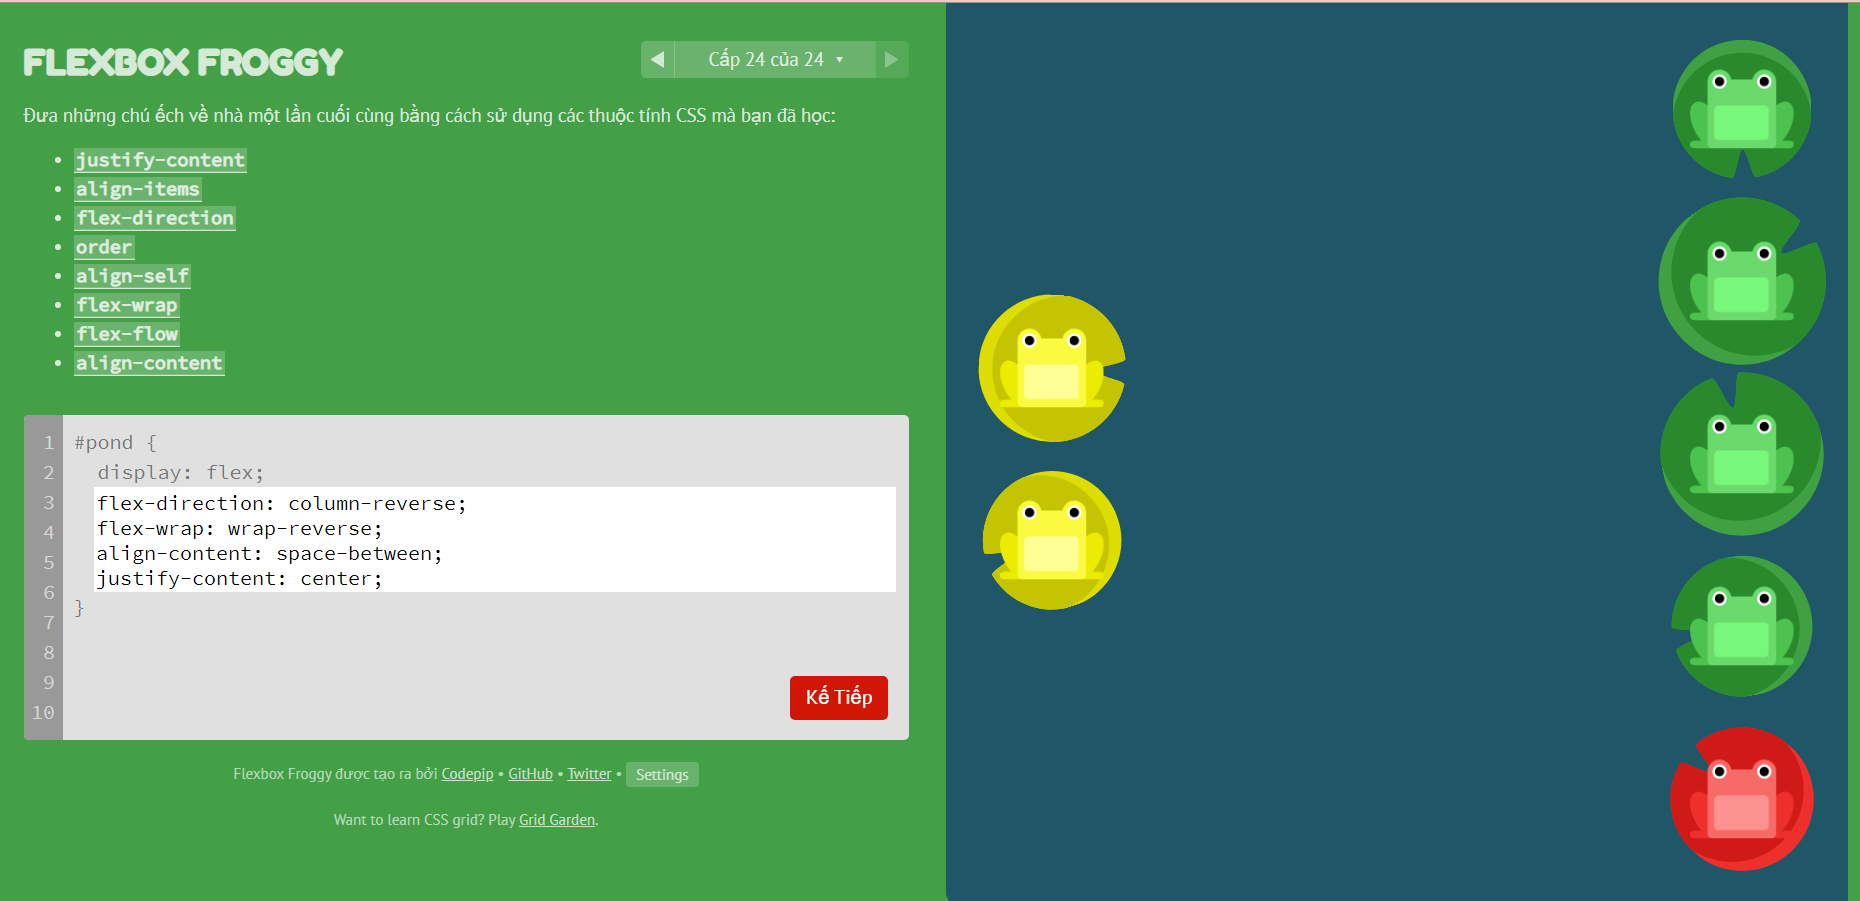 FLEXBOX FROGGY
◀ Cấp 24 của 24 ▾ ▶
Đưa những chú ếch về nhà một lần cuối cùng bằng cách sử dụng các thuộc tính CSS mà bạn đã học:
• justify-content
• align-items
• flex-direction
• order
• align-self
• flex-wrap
• flex-flow
• align-content
1 #pond {
2 display: flex;
3 flex-direction: column-reverse;
4 flex-wrap: wrap-reverse;
5 align-content: space-between;
6 justify-content: center;
7 }
8
9
10
Kế Tiếp
Flexbox Froggy được tạo ra bởi Codepip • GitHub • Twitter • Settings
Want to learn CSS grid? Play Grid Garden.